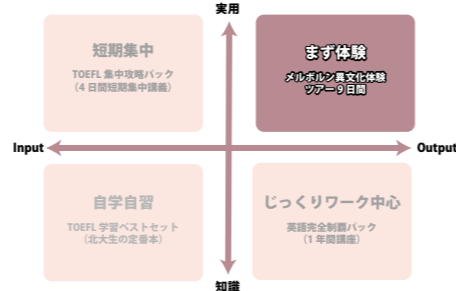 実用
短期集中
TOEFL 集中攻略パック
（4日間短期集中講義）
まず体験
メルボルン異文化体験
ツアー9日間
Input
Output
自学自習
TOEFL 学習ベストセット
（北大生の定番本）
じっくりワーク中心
英語完全制覇パック
（1年間講座）
知識